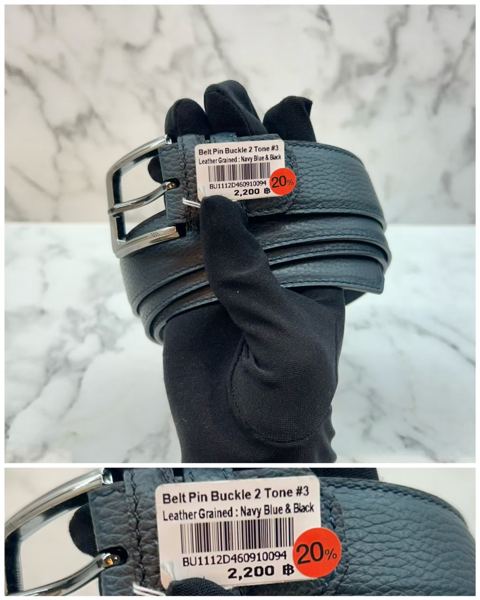 Belt Pin Buckle 2 Tone #3
Leather Grained : Navy Blue & Black
BU1112D460910094
20%
2,200 ฿
Belt Pin Buckle 2 Tone #3
Leather Grained : Navy Blue & Black
BU1112D460910094
20%
2,200 ฿